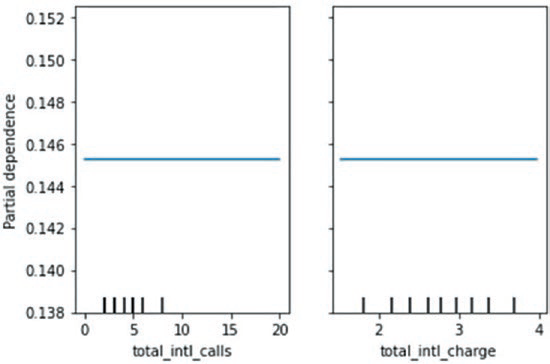 0.152
0.150
0.148
0.146
0.144
0.142
0.140
0.138
Partial dependence
0 5 10 15 20
total_intl_calls
2 3 4
total_intl_charge